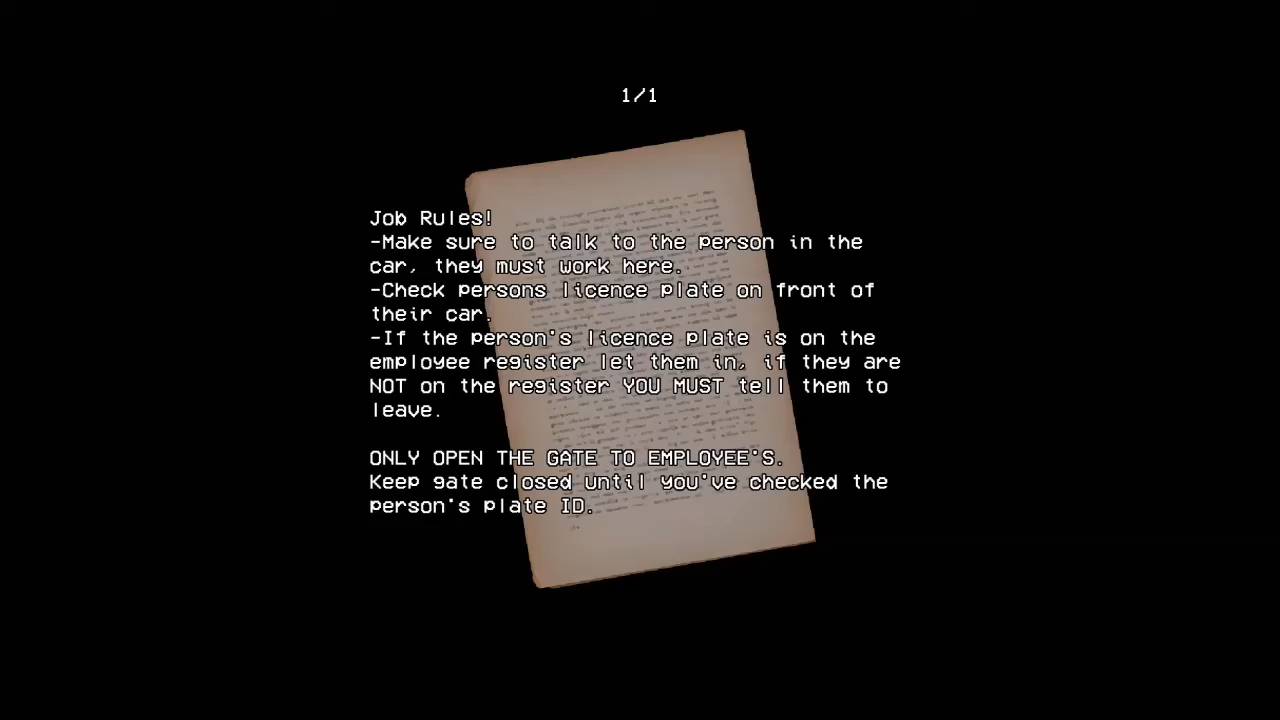 1/1
Job Rules!
-Make sure to talk to the person in the
car, they must work here.
-Check persons licence plate on front of
their car.
-If the person's licence plate is on the
employee register let them in, if they are
NOT on the register YOU MUST tell them to
leave.
ONLY OPEN THE GATE TO EMPLOYEE'S.
Keep gate closed until you've checked the
person's plate ID.